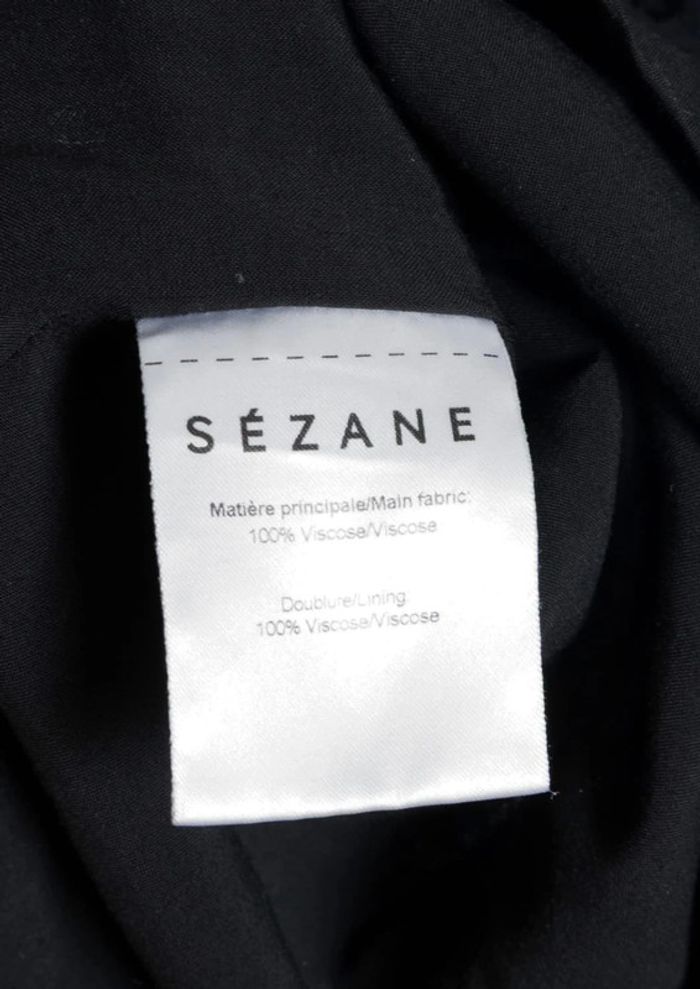 SÉZANE
Matière principale/Main fabric:
100% Viscose/Viscose
Doublure/Lining:
100% Viscose/Viscose